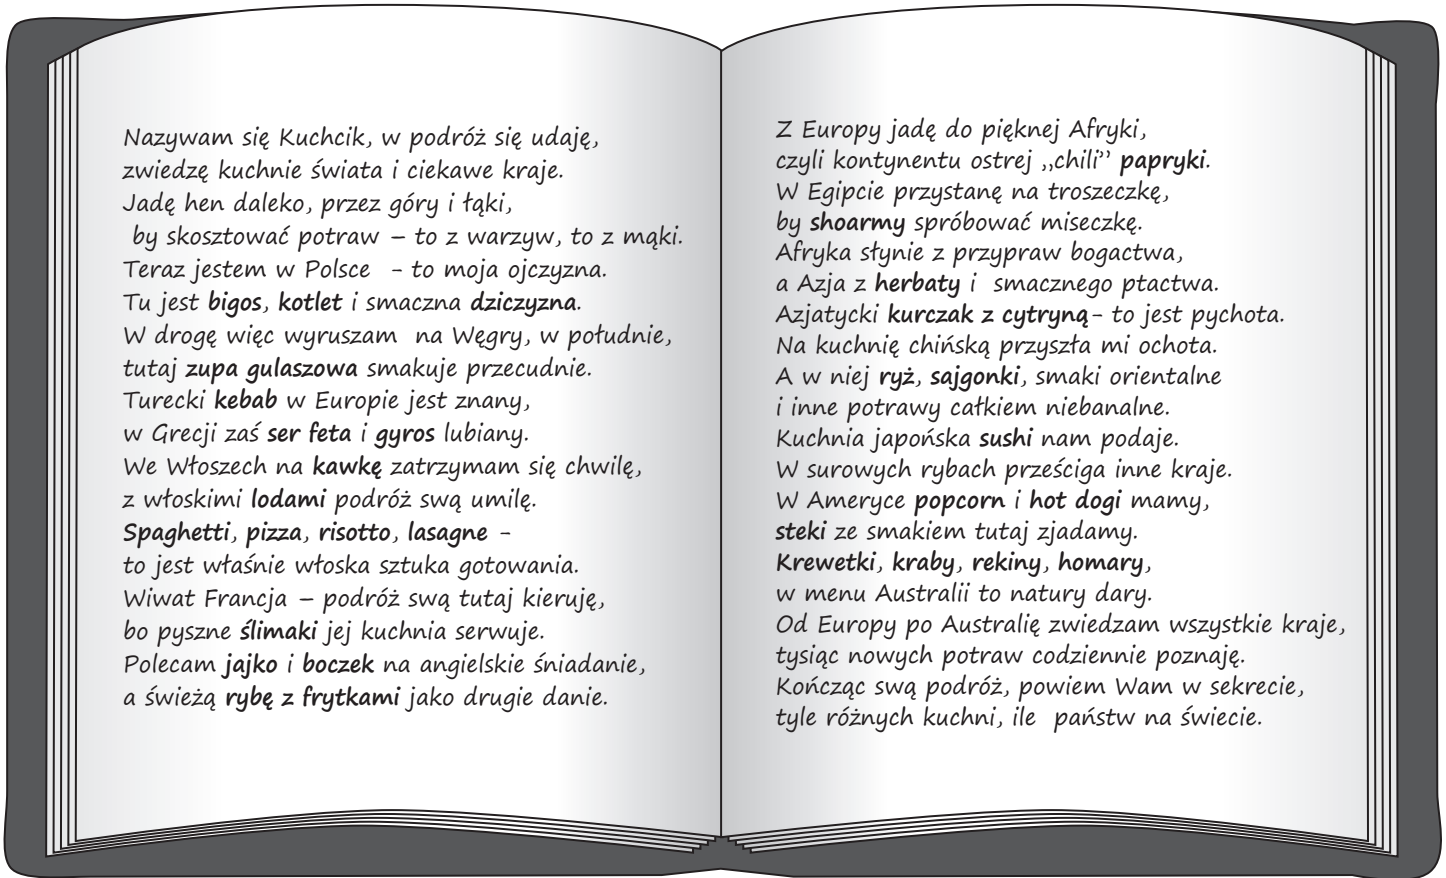 Nazywam się Kuchcik, w podróż się udaję,
zwiedzę kuchnie świata i ciekawe kraje.
Jadę hen daleko, przez góry i łąki,
by skosztować potraw – to z warzyw, to z mąki.
Teraz jestem w Polsce - to moja ojczyzna.
Tu jest bigos, kotlet i smaczna dziczyzna.
W drogę więc wyruszam na Węgry, w południe,
tutaj zupa gulaszowa smakuje przecudnie.
Turecki kebab w Europie jest znany,
w Grecji zaś ser feta i gyros lubiany.
We Włoszech na kawkę zatrzymam się chwilę,
z włoskimi lodami podróż swą umilę.
Spaghetti, pizza, risotto, lasagne -
to jest właśnie włoska sztuka gotowania.
Wiwat Francja – podróż swą tutaj kieruję,
bo pyszne ślimaki jej kuchnia serwuje.
Polecam jajko i boczek na angielskie śniadanie,
a świeżą rybę z frytkami jako drugie danie.
Z Europy jadę do pięknej Afryki,
czyli kontynentu ostrej ,,chili’’ papryki.
W Egipcie przystanę na troszeczkę,
by shoarmy spróbować miseczkę.
Afryka słynie z przypraw bogactwa,
a Azja z herbaty i smacznego ptactwa.
Azjatycki kurczak z cytryną- to jest pychota.
Na kuchnię chińską przyszła mi ochota.
A w niej ryż, sajgonki, smaki orientalne
i inne potrawy całkiem niebanalne.
Kuchnia japońska sushi nam podaje.
W surowych rybach prześciga inne kraje.
W Ameryce popcorn i hot dogi mamy,
steki ze smakiem tutaj zjadamy.
Krewetki, kraby, rekiny, homary,
w menu Australii to natury dary.
Od Europy po Australię zwiedzam wszystkie kraje,
tysiąc nowych potraw codziennie poznaję.
Kończąc swą podróż, powiem Wam w sekrecie,
tyle różnych kuchni, ile państw na świecie.